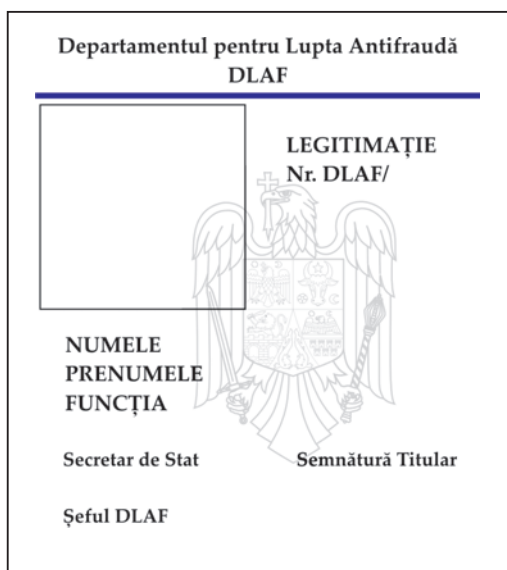 Departamentul pentru Lupta Antifraudă
DLAF
LEGITIMAȚIE
Nr. DLAF/
NUMELE
PRENUMELE
FUNCȚIA
Secretar de Stat
Semnătură Titular
Șeful DLAF